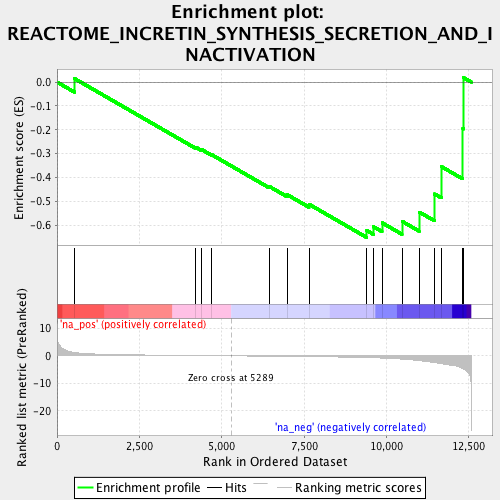 Enrichment plot:
REACTOME_INCRETIN_SYNTHESIS_SECRETION_AND_I
NACTIVATION
Enrichment score (ES)
0.0
-0.1
-0.2
-0.3
-0.4
-0.5
-0.6
'na_pos' (positively correlated)
Ranked list metric (PreRanked)
10
5
0
-5
-10
-15
-20
Zero cross at 5289
'na_neg' (negatively correlated)
0
2,500
5,000
7,500
10,000
12,500
Rank in Ordered Dataset
Enrichment profile
Hits
Ranking metric scores